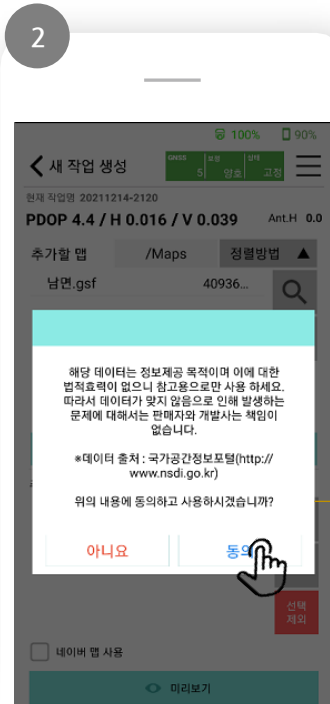 2
100% 90%
새 작업 생성
GNSS 5 양호 고정
현재 작업명 20211214-2120
PDOP 4.4 / H 0.016 / V 0.039 Ant.H 0.0
추가할 맵 /Maps 정렬방법 ▲
남면.gsf 40936...
해당 데이터는 정보제공 목적이며 이에 대한
법적효력이 없으니 참고용으로만 사용 하세요.
따라서 데이터가 맞지 않음으로 인해 발생하는
문제에 대해서는 판매자와 개발사는 책임이
없습니다.
※데이터 출처 : 국가공간정보포털(http://
www.nsdi.go.kr)
위의 내용에 동의하고 사용하시겠습니까?
아니요 동의
선택
제외
네이버 맵 사용
미리보기